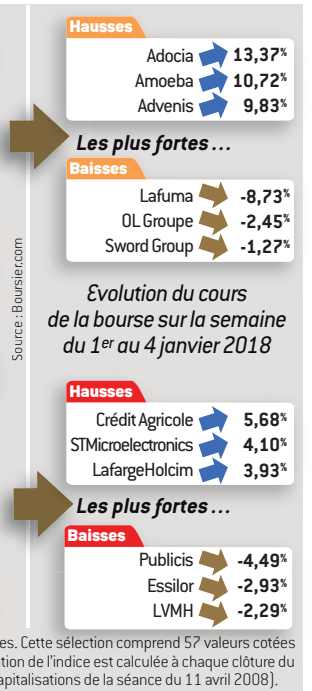 Hausses
Adocia 13,37%
Amoeba 10,72%
Advenis 9,83%
Les plus fortes...
Baisses
Lafuma -8,73%
OL Groupe -2,45%
Sword Group -1,27%
Source : Boursier.com
Evolution du cours
de la bourse sur la semaine
du 1er au 4 janvier 2018
Hausses
Crédit Agricole 5,68%
STMicroelectronics 4,10%
LafargeHolcim 3,93%
Les plus fortes...
Baisses
Publicis -4,49%
Essilor -2,93%
LVMH -2,29%
Cette sélection comprend 57 valeurs cotées
de l'indice est calculée à chaque clôture du
de la séance du 11 avril 2008).